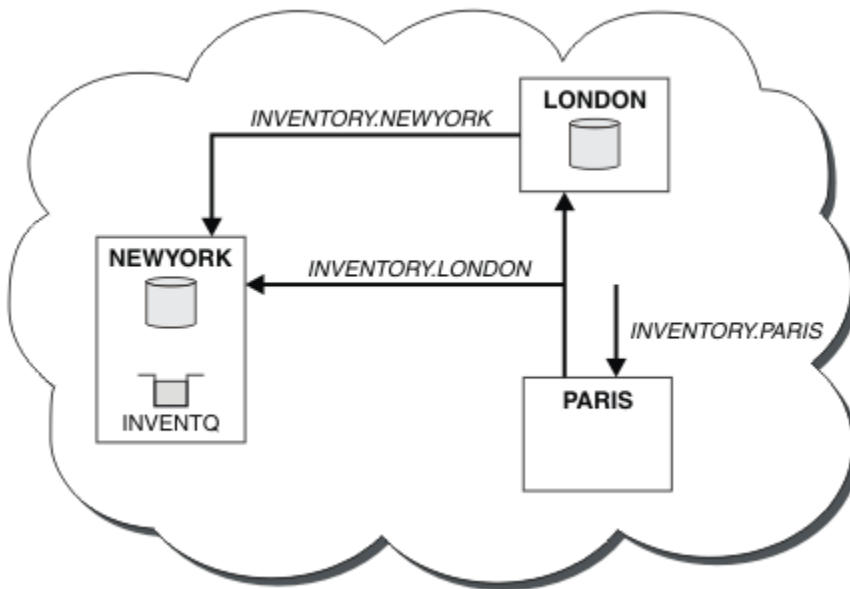 LONDON
INVENTORY.NEWYORK
NEWYORK
INVENTORY.LONDON
INVENTORY.PARIS
PARIS
INVENTQ